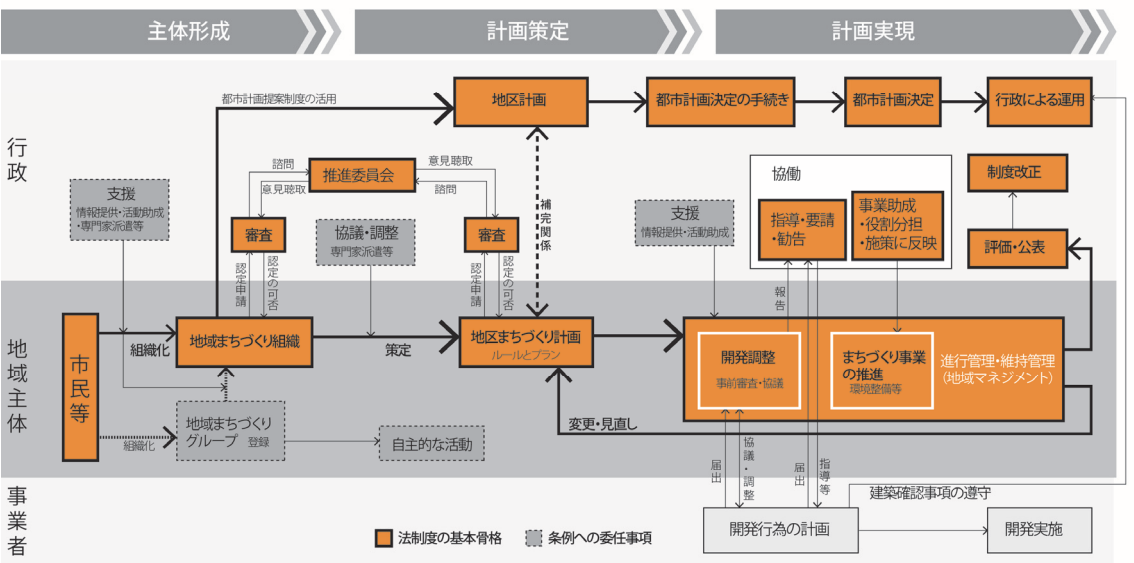 主体形成
計画策定
計画実現
行政
都市計画提案制度の活用
地区計画
都市計画決定の手続き
都市計画決定
行政による運用
諮問
意見聴取
推進委員会
意見聴取
諮問
支援
情報提供・活動助成
・専門家派遣等
審査
協議・調整
専門家派遣等
審査
補完関係
支援
情報提供・活動助成
協働
指導・要請
・勧告
事業助成
・役割分担
・施策に反映
制度改正
評価・公表
認定申請
認定の可否
認定申請
認定の可否
報告
地域主体
市民等
組織化
地域まちづくり組織
策定
地区まちづくり計画
ルールとプラン
開発調整
事前審査・協議
まちづくり事業
の推進
環境整備等
進行管理・維持管理
(地域マネジメント)
変更・見直し
組織化
地域まちづくり
グループ 登録
自主的な活動
届出
協議・調整
届出
指導等
建築確認事項の遵守
事業者
開発行為の計画
開発実施
法制度の基本骨格
条例への委任事項